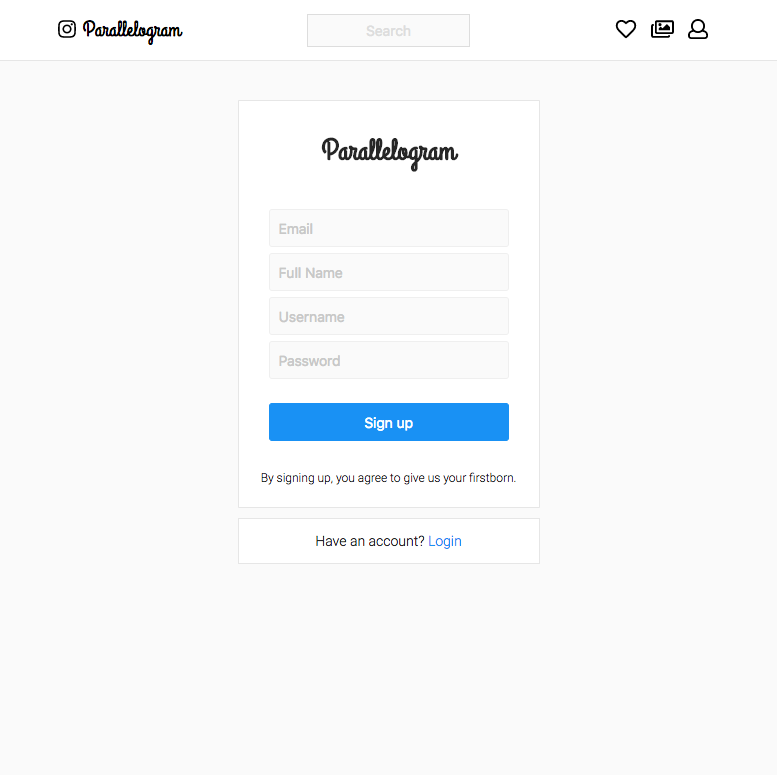 Parallelogram
Search
Parallelogram
Email
Full Name
Username
Password
Sign up
By signing up, you agree to give us your firstborn.
Have an account? Login